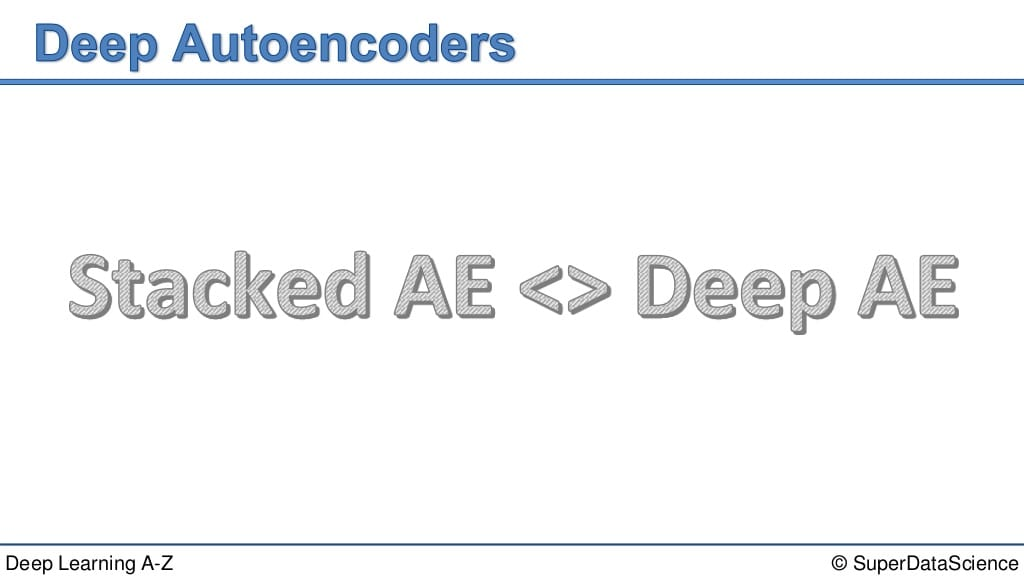 Deep Autoencoders
Stacked AE <> Deep AE
Deep Learning A-Z
© SuperDataScience